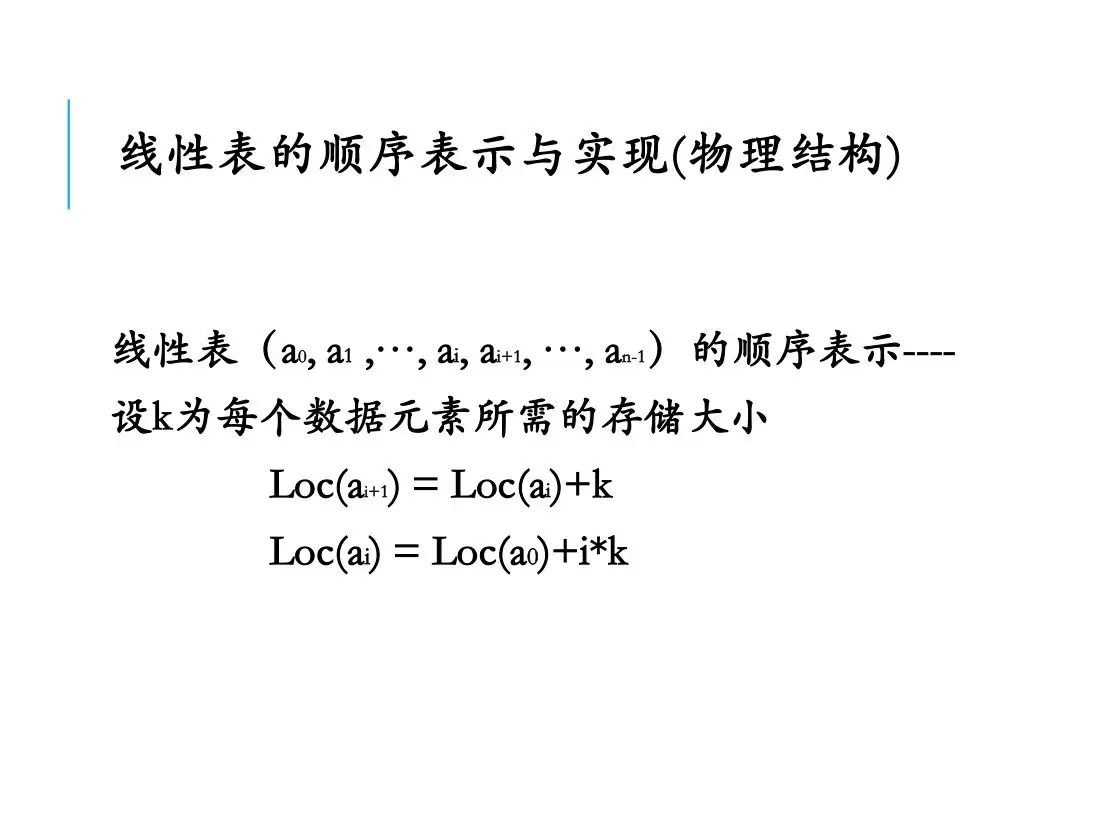 线性表的顺序表示与实现(物理结构)
线性表（a0, a1 ,⋯, ai, ai+1, ⋯, an-1）的顺序表示----
设k为每个数据元素所需的存储大小
Loc(ai+1) = Loc(ai)+k
Loc(ai) = Loc(a0)+i*k